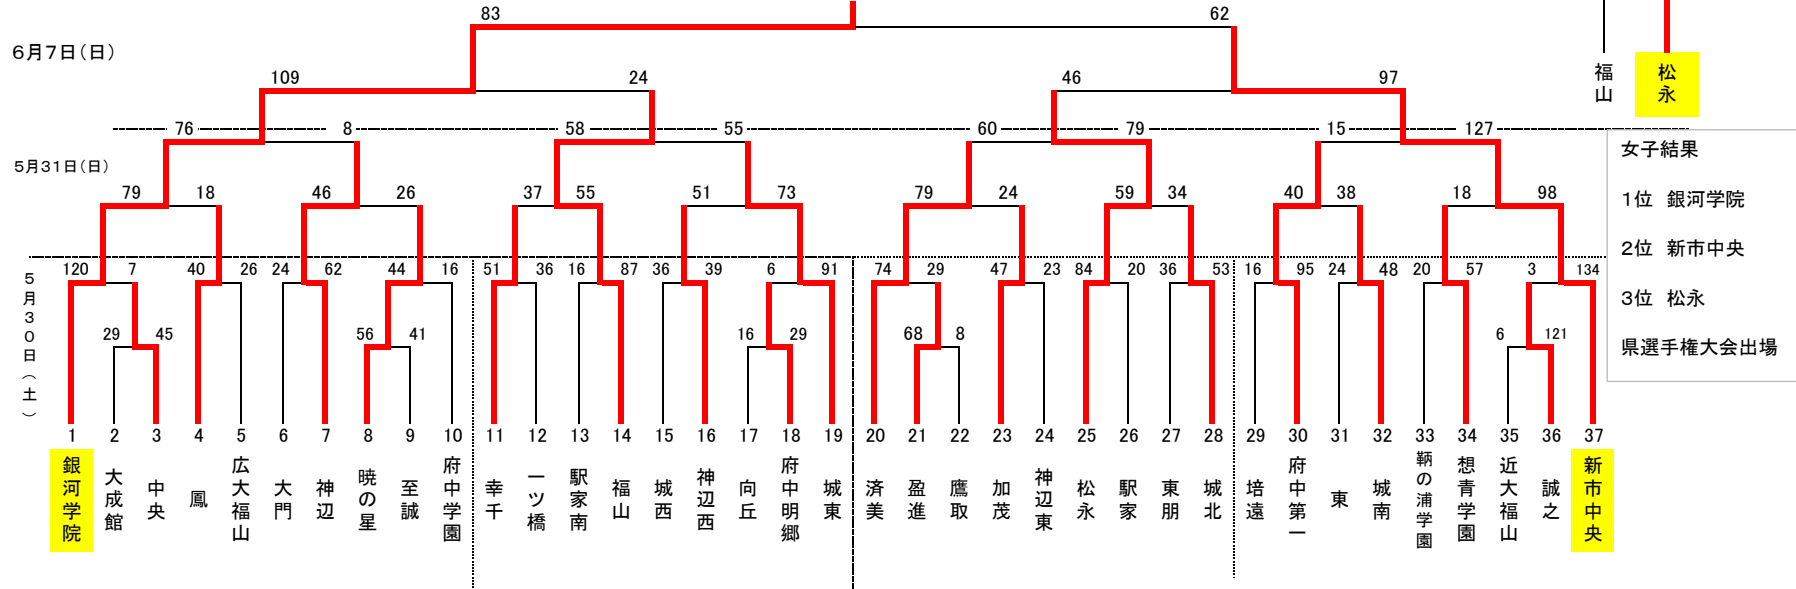 83 62
6月7日(日)
109 24 46 97
福山 松永
76 8 58 55 60 79 15 127
女子結果
5月31日(日)
79 18 46 26 37 55 51 73 79 24 59 34 40 38 18 98
1位 銀河学院
2位 新市中央
120 7 40 26 24 62 44 16 51 36 16 87 36 39 6 91 74 29 47 23 84 20 36 53 16 95 24 48 20 57 3 134
5月30日(土)
3位 松永
29 45 56 41 16 29 68 8 6 121
県選手権大会出場
1 2 3 4 5 6 7 8 9 10 11 12 13 14 15 16 17 18 19 20 21 22 23 24 25 26 27 28 29 30 31 32 33 34 35 36 37
銀河学院
大成館
中央
鳳
広大福山
大門
神辺
暁の星
至誠
府中学園
幸千
一ツ橋
駅家南
福山
城西
神辺西
向丘
府中明郷
城東
済美
盈進
鷹取
加茂
神辺東
松永
駅家
東朋
城北
培遠
府中第一
東
城南
鞆の浦学園
想青学園
近大福山
誠之
新市中央